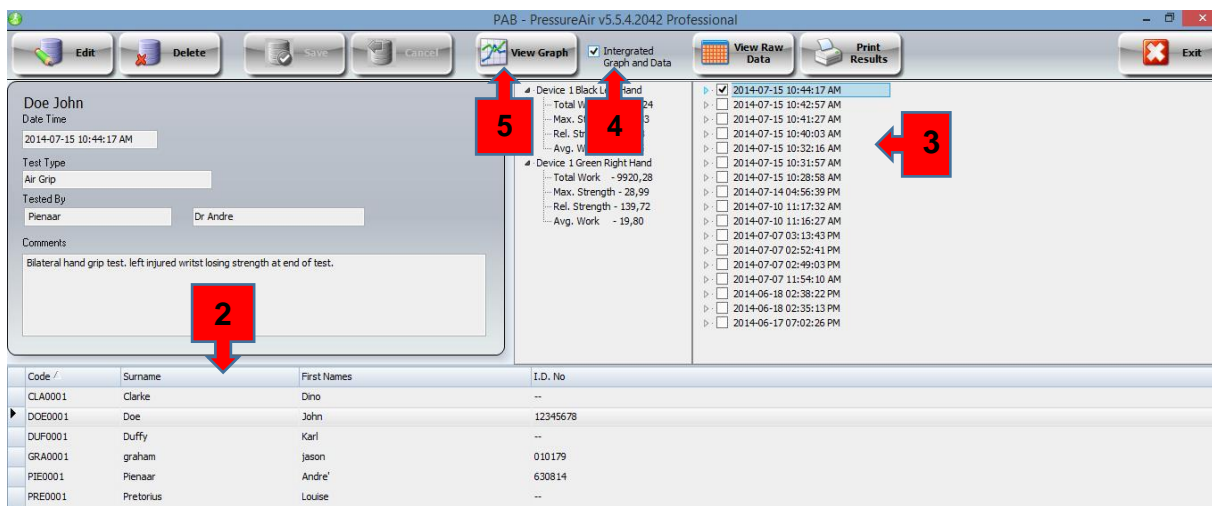 PAB - PressureAir v5.5.4.2042 Professional
Edit
Delete
Save
Cancel
View Graph
Intergrated
Graph and Data
View Raw
Data
Print
Results
Exit
Doe John
Date Time
2014-07-15 10:44:17 AM
Test Type
Air Grip
Tested By
Pienaar Dr Andre
Comments
Bilateral hand grip test. left injured writst losing strength at end of test.
2
5
4
3
Device 1 Black Hand
Total 24
Max. 3
Rel.
Avg.
Device 1 Green Right Hand
Total Work - 9920,28
Max. Strength - 28,99
Rel. Strength - 139,72
Avg. Work - 19,80
2014-07-15 10:44:17 AM
2014-07-15 10:42:57 AM
2014-07-15 10:41:27 AM
2014-07-15 10:40:03 AM
2014-07-15 10:32:16 AM
2014-07-15 10:31:57 AM
2014-07-15 10:28:58 AM
2014-07-14 04:56:39 PM
2014-07-10 11:17:32 AM
2014-07-10 11:16:27 AM
2014-07-07 03:13:43 PM
2014-07-07 02:52:41 PM
2014-07-07 02:49:03 PM
2014-07-07 11:54:10 AM
2014-06-18 02:38:22 PM
2014-06-18 02:35:13 PM
2014-06-17 07:02:26 PM
Code Surname First Names I.D. No
CLA0001 Clarke Dino --
DOE0001 Doe John 12345678
DUF0001 Duffy Karl --
GRA0001 graham jason 010179
PIE0001 Pienaar Andre' 630814
PRE0001 Pretorius Louise --